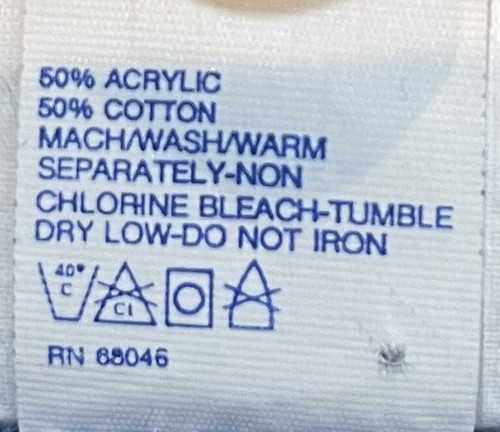 50% ACRYLIC
50% COTTON
MACH/WASH/WARM
SEPARATELY-NON
CHLORINE BLEACH-TUMBLE
DRY LOW-DO NOT IRON
40°
C
Cl
RN 68046